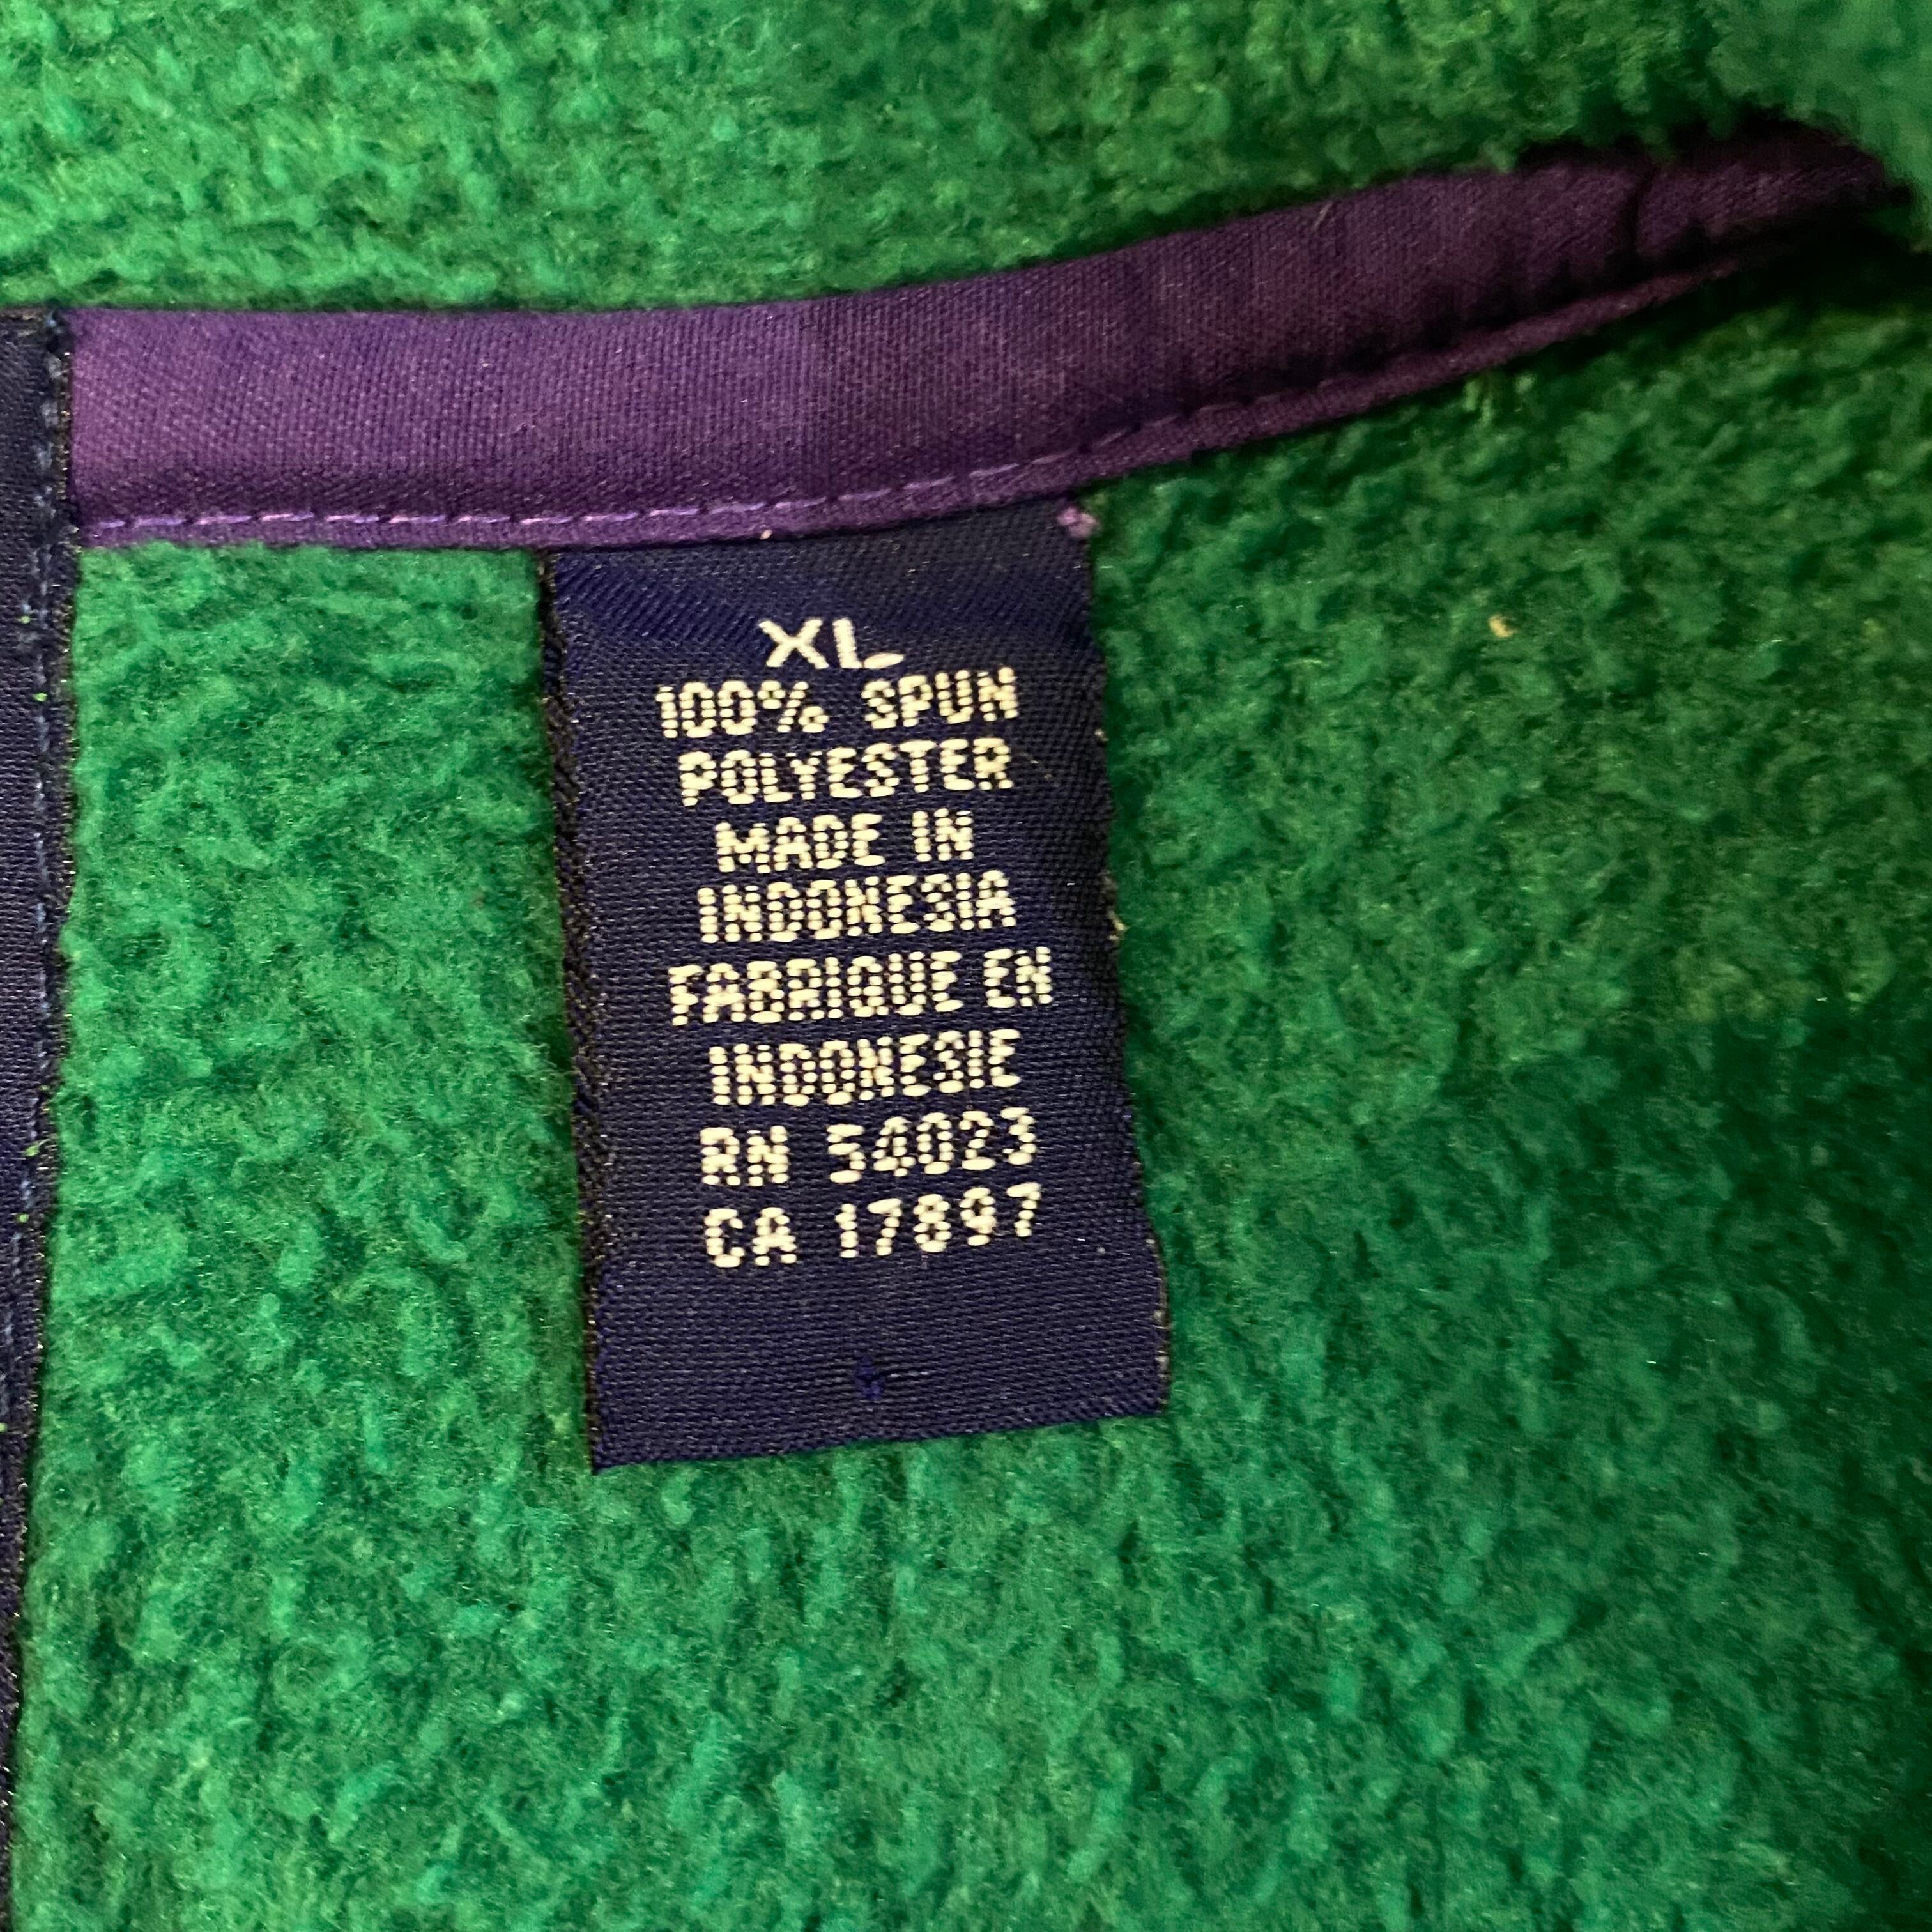 XL
100% SPUN
POLYESTER
MADE IN
INDONESIA
FABRIQUE EN
INDONESIE
RN 54023
CA 17897